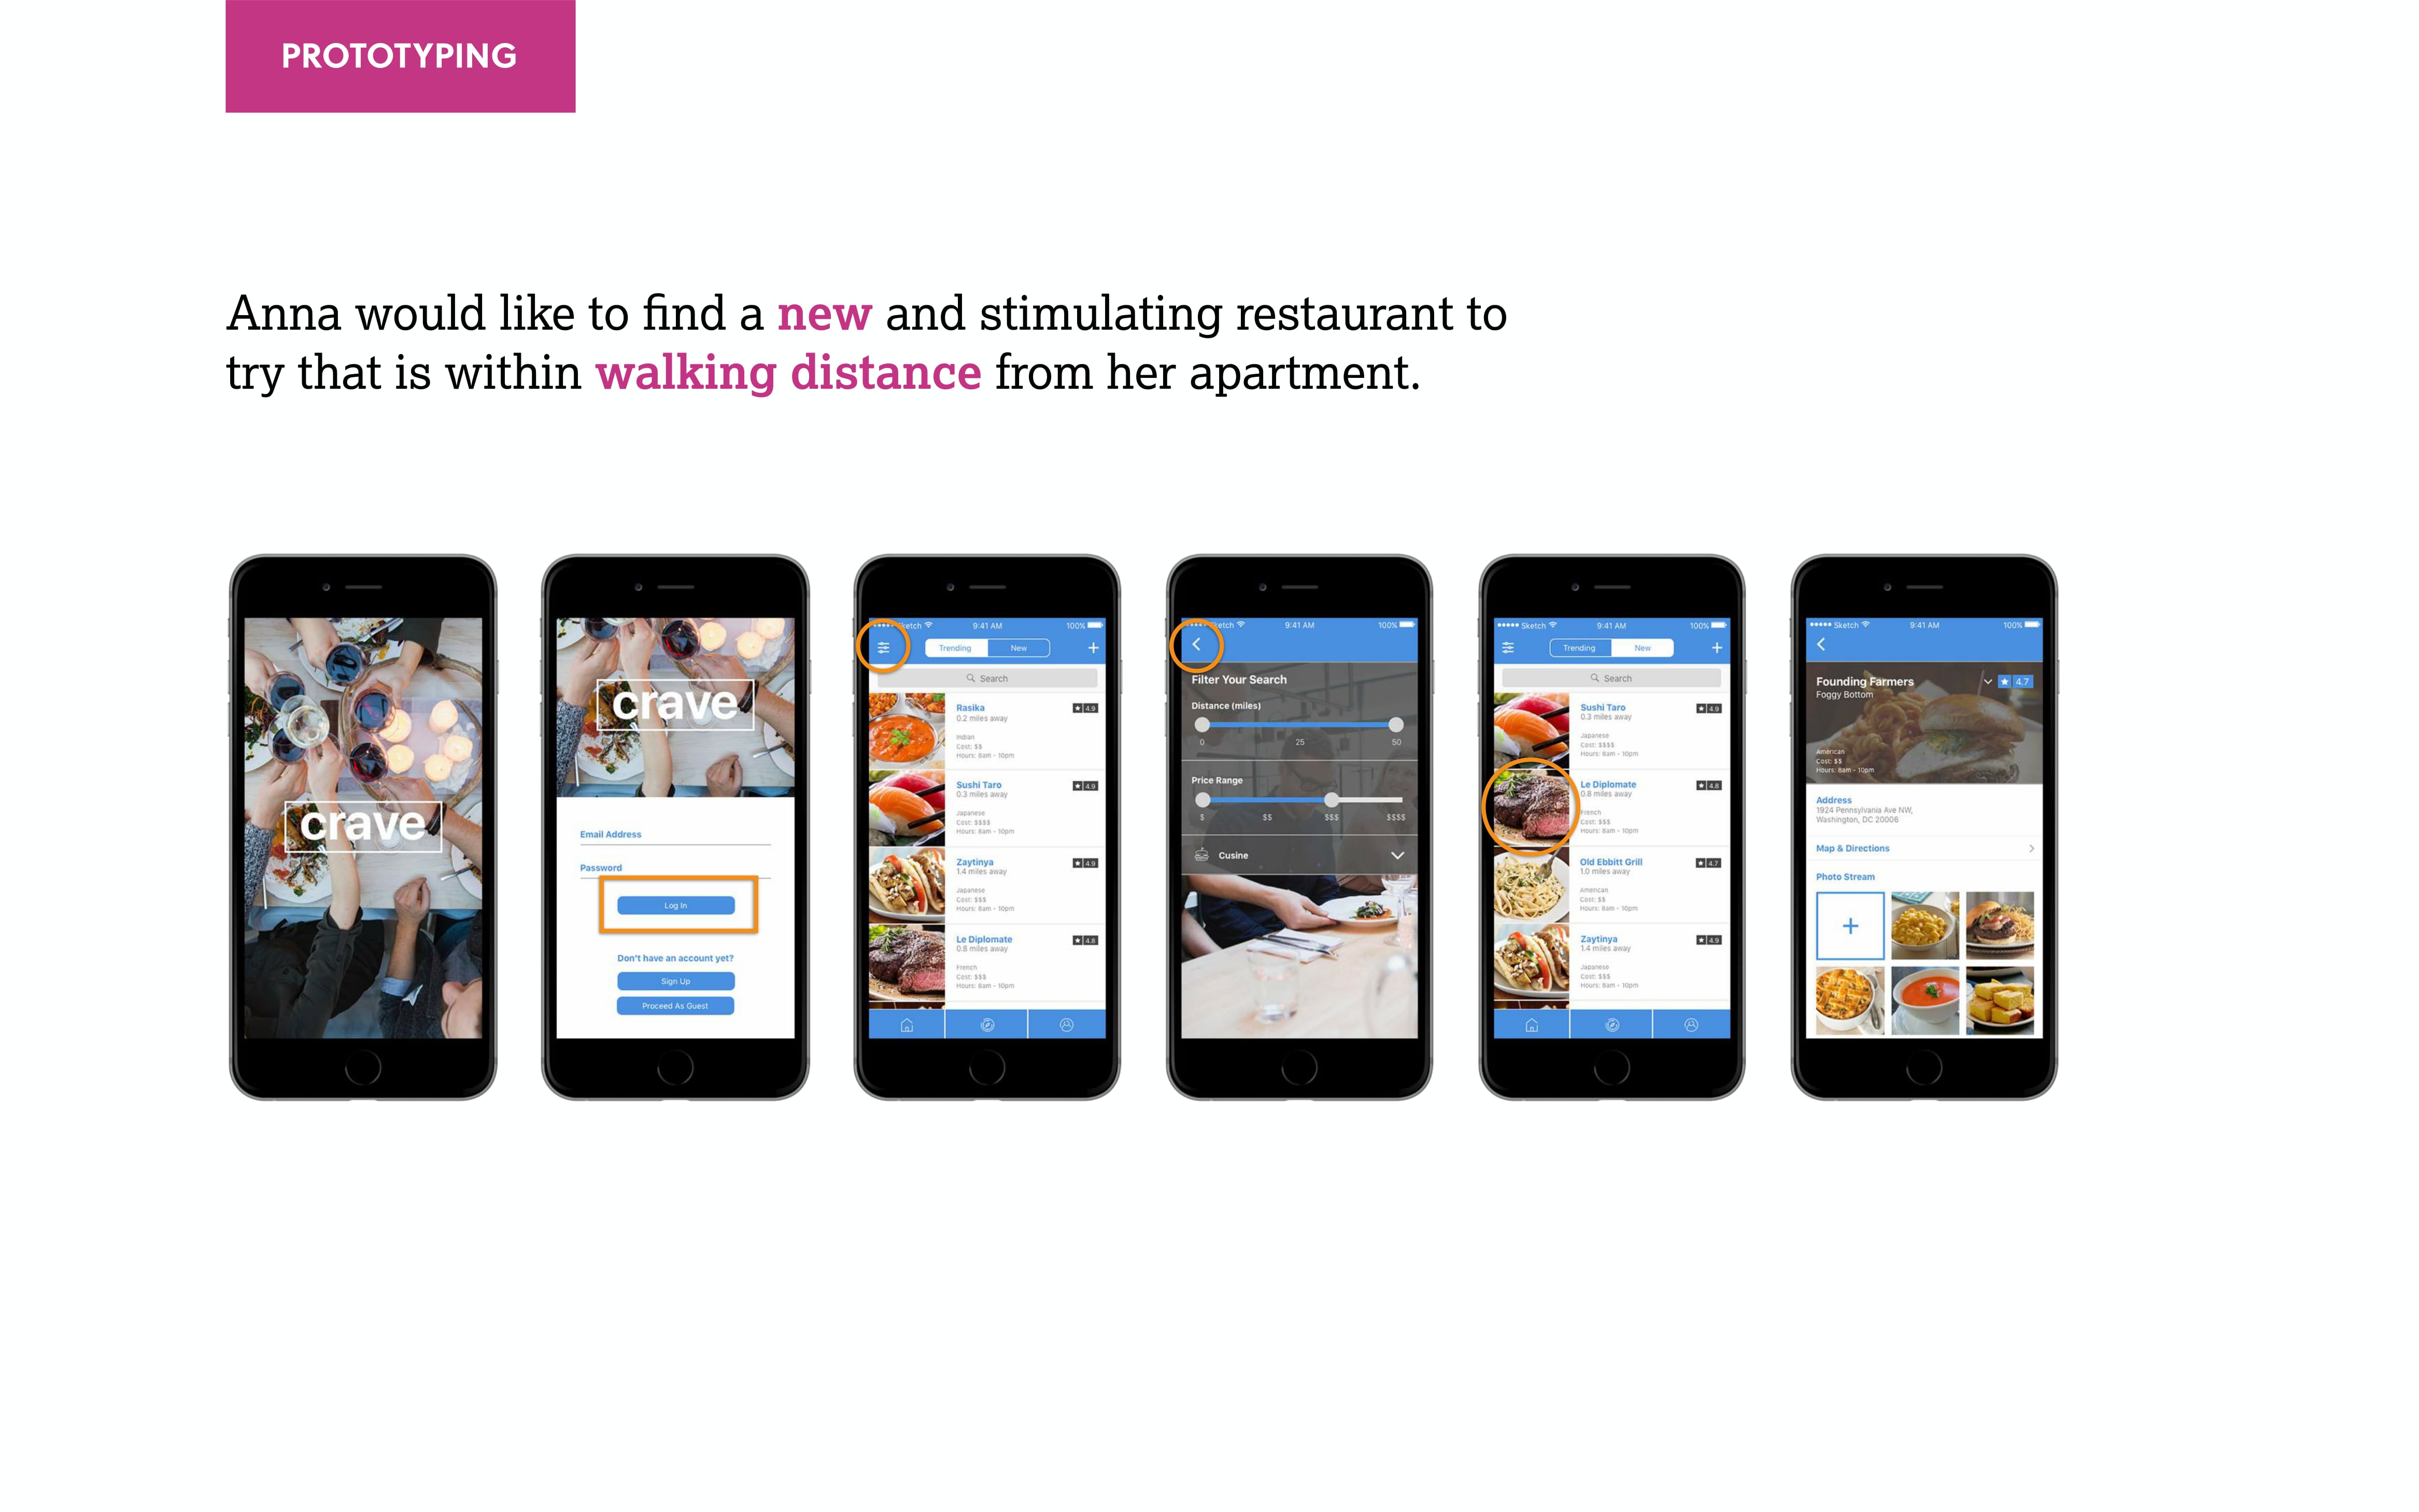 PROTOTYPING
Anna would like to find a new and stimulating restaurant to
try that is within walking distance from her apartment.
crave
crave
Email Address
Password
Log In
Don't have an account yet?
Sign Up
Proceed As Guest
Sketch 9:41 AM 100%
Trending New +
Search
Rasika 4.9
0.2 miles away
Indian
Cost: $$
Hours: 8am - 10pm
Sushi Taro 4.9
0.3 miles away
Japanese
Cost: $$$$
Hours: 8am - 10pm
Zaytinya 4.9
1.4 miles away
Japanese
Cost: $$$
Hours: 8am - 10pm
Le Diplomate 4.8
0.8 miles away
French
Cost: $$$
Hours: 8am - 10pm
Sketch 9:41 AM 100%
Filter Your Search
Distance (miles)
0 25 50
Price Range
$ $$ $$$ $$$$
Cusine
Sketch 9:41 AM 100%
Trending New +
Search
Sushi Taro 4.9
0.3 miles away
Japanese
Cost: $$$$
Hours: 8am - 10pm
Le Diplomate 4.8
0.8 miles away
French
Cost: $$$
Hours: 8am - 10pm
Old Ebbitt Grill 4.7
1.0 miles away
American
Cost: $$
Hours: 8am - 10pm
Zaytinya 4.9
1.4 miles away
Japanese
Cost: $$$
Hours: 8am - 10pm
Sketch 9:41 AM 100%
Founding Farmers 4.7
Foggy Bottom
American
Cost: $$
Hours: 8am - 10pm
Address
1924 Pennsylvania Ave NW,
Washington, DC 20006
Map & Directions
Photo Stream
+